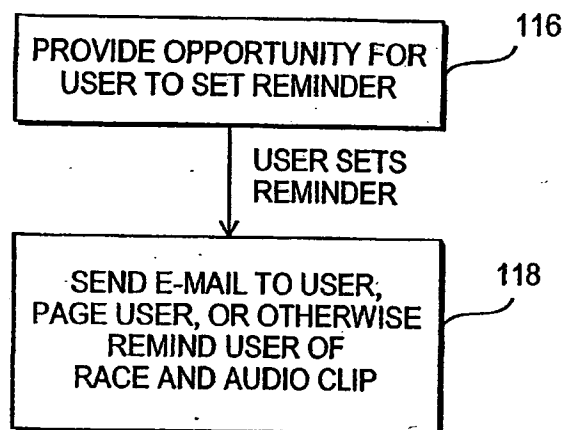 116
PROVIDE OPPORTUNITY FOR
USER TO SET REMINDER
USER SETS
REMINDER
118
SEND E-MAIL TO USER,
PAGE USER, OR OTHERWISE
REMIND USER OF
RACE AND AUDIO CLIP